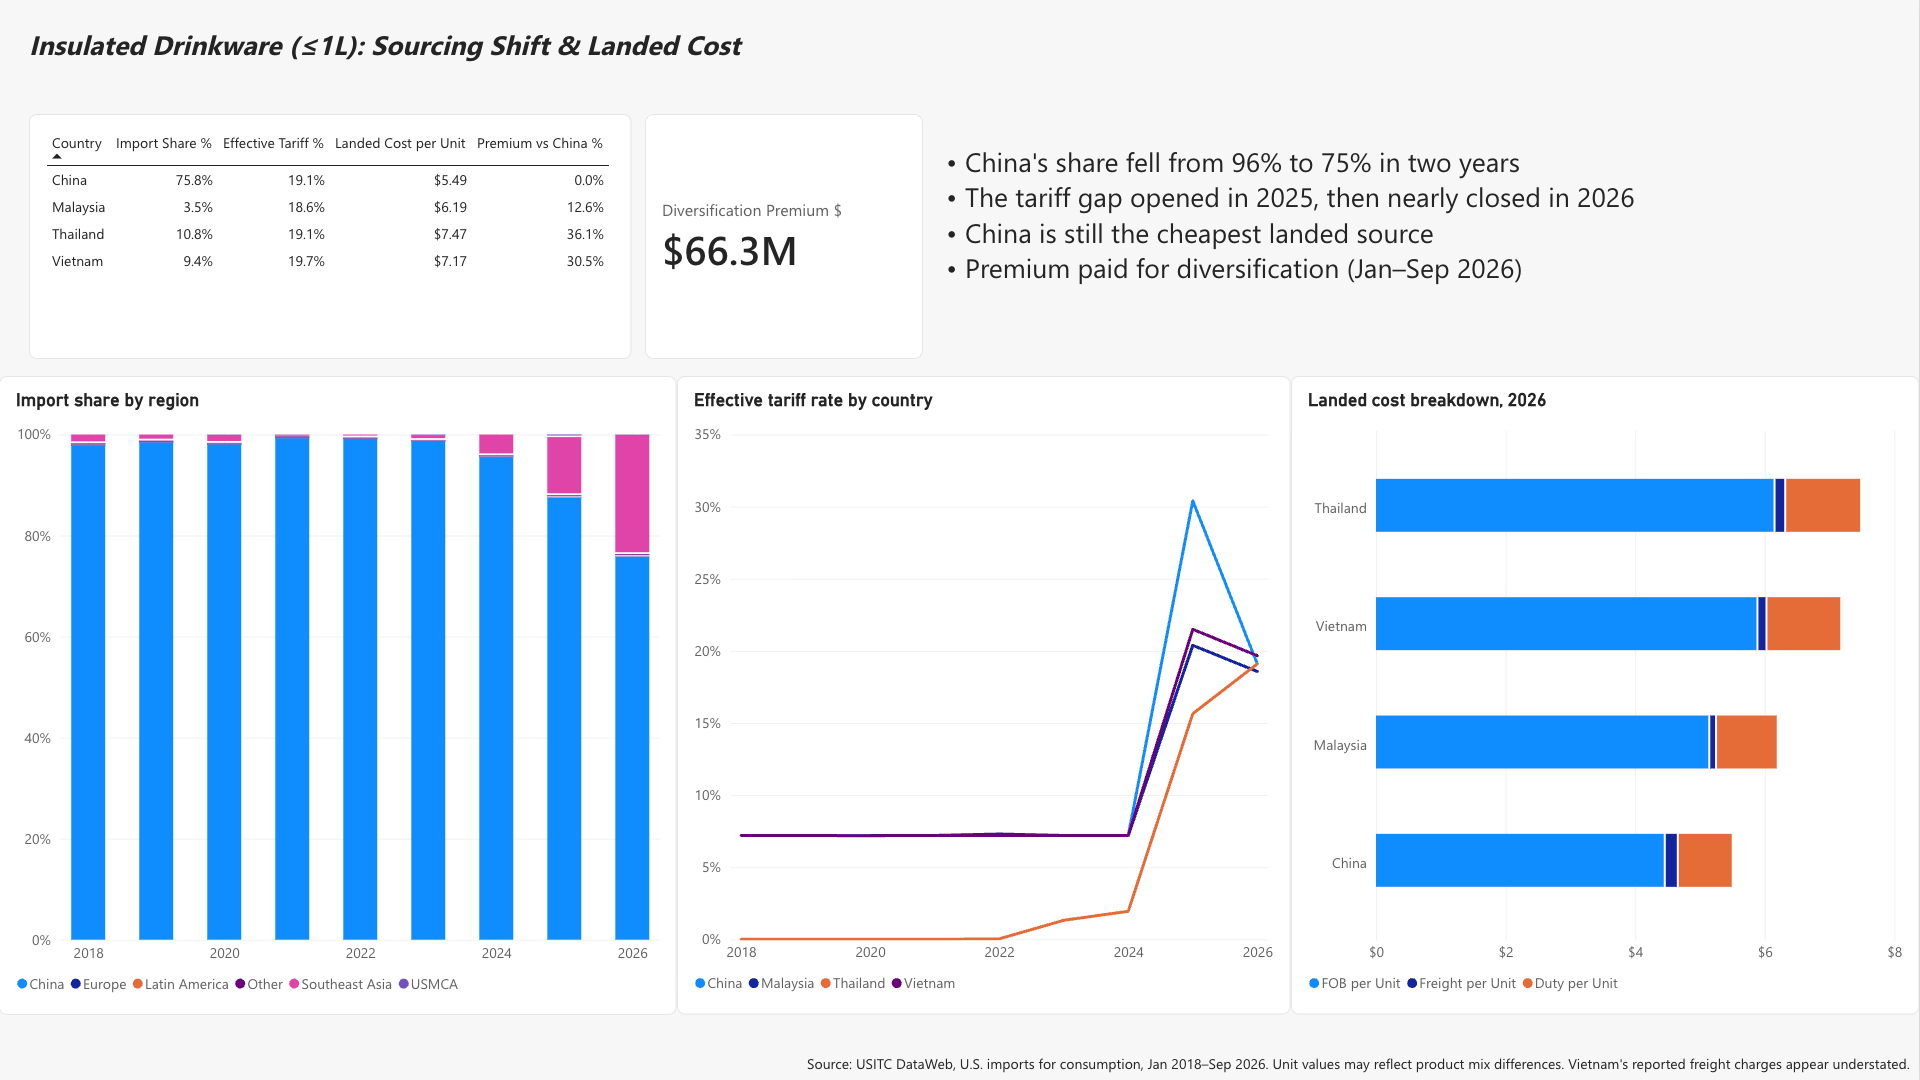 Insulated Drinkware (≤1L): Sourcing Shift & Landed Cost
Country Import Share % Effective Tariff % Landed Cost per Unit Premium vs China %
China 75.8% 19.1% $5.49 0.0%
Malaysia 3.5% 18.6% $6.19 12.6%
Thailand 10.8% 19.1% $7.47 36.1%
Vietnam 9.4% 19.7% $7.17 30.5%
Diversification Premium $
$66.3M
• China's share fell from 96% to 75% in two years
• The tariff gap opened in 2025, then nearly closed in 2026
• China is still the cheapest landed source
• Premium paid for diversification (Jan–Sep 2026)
Import share by region
100%
80%
60%
40%
20%
0%
2018 2020 2022 2024 2026
China Europe Latin America Other Southeast Asia USMCA
Effective tariff rate by country
35%
30%
25%
20%
15%
10%
5%
0%
2018 2020 2022 2024 2026
China Malaysia Thailand Vietnam
Landed cost breakdown, 2026
Thailand
Vietnam
Malaysia
China
$0 $2 $4 $6 $8
FOB per Unit Freight per Unit Duty per Unit
Source: USITC DataWeb, U.S. imports for consumption, Jan 2018–Sep 2026. Unit values may reflect product mix differences. Vietnam's reported freight charges appear understated.